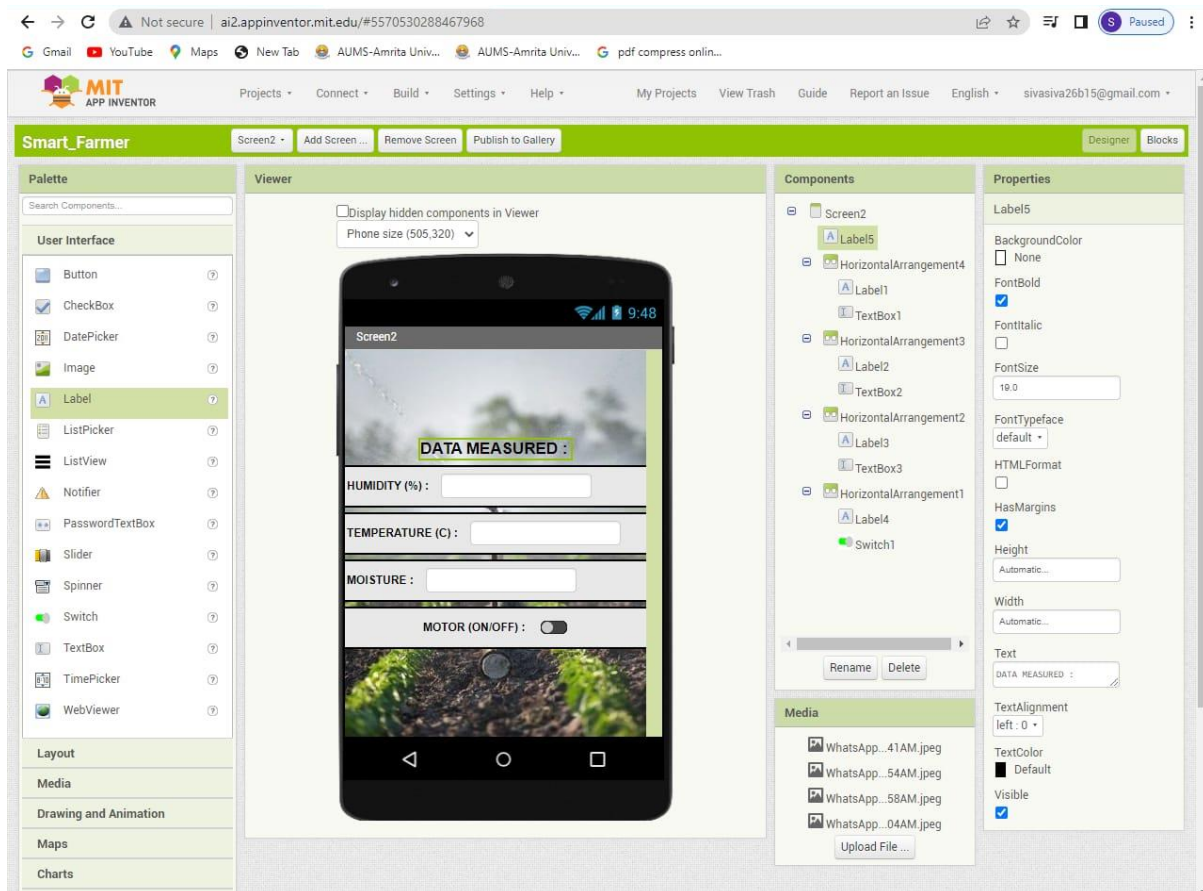 Not secure | ai2.appinventor.mit.edu/#5570530288467968
S Paused
Gmail YouTube Maps New Tab AUMS-Amrita Univ... AUMS-Amrita Univ... pdf compress onlin...
MIT
APP INVENTOR
Projects Connect Build Settings Help My Projects View Trash Guide Report an Issue English sivasiva26b15@gmail.com
Smart_Farmer Screen2 Add Screen ... Remove Screen Publish to Gallery Designer Blocks
Palette
Search Components...
User Interface
Button
CheckBox
DatePicker
Image
Label
ListPicker
ListView
Notifier
PasswordTextBox
Slider
Spinner
Switch
TextBox
TimePicker
WebViewer
Layout
Media
Drawing and Animation
Maps
Charts
Viewer
Display hidden components in Viewer
Phone size (505,320)
9:48
Screen2
DATA MEASURED :
HUMIDITY (%) :
TEMPERATURE (C) :
MOISTURE :
MOTOR (ON/OFF) :
Components
Screen2
Label5
HorizontalArrangement4
Label1
TextBox1
HorizontalArrangement3
Label2
TextBox2
HorizontalArrangement2
Label3
TextBox3
HorizontalArrangement1
Label4
Switch1
Rename Delete
Media
WhatsApp...41AM.jpeg
WhatsApp...54AM.jpeg
WhatsApp...58AM.jpeg
WhatsApp...04AM.jpeg
Upload File ...
Properties
Label5
BackgroundColor
None
FontBold
FontItalic
FontSize
19.0
FontTypeface
default
HTMLFormat
HasMargins
Height
Automatic...
Width
Automatic...
Text
DATA MEASURED :
TextAlignment
left : 0
TextColor
Default
Visible